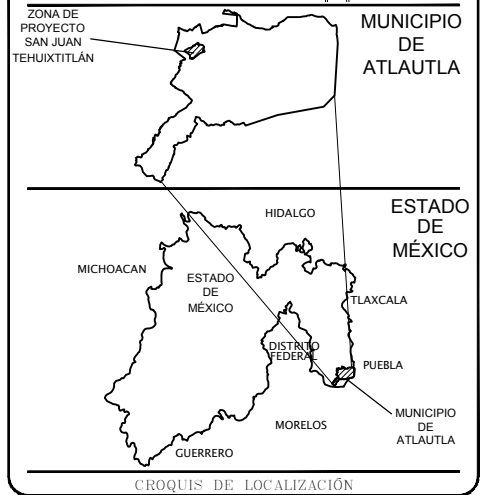 ZONA DE
PROYECTO
SAN JUAN
TEHUIXTITLÁN
MUNICIPIO
DE
ATLAUTLA
ESTADO
DE
MÉXICO
HIDALGO
MICHOACAN
ESTADO
DE
MÉXICO
TLAXCALA
DISTRITO
FEDERAL
PUEBLA
MORELOS
MUNICIPIO
DE
ATLAUTLA
GUERRERO
CROQUIS DE LOCALIZACIÓN